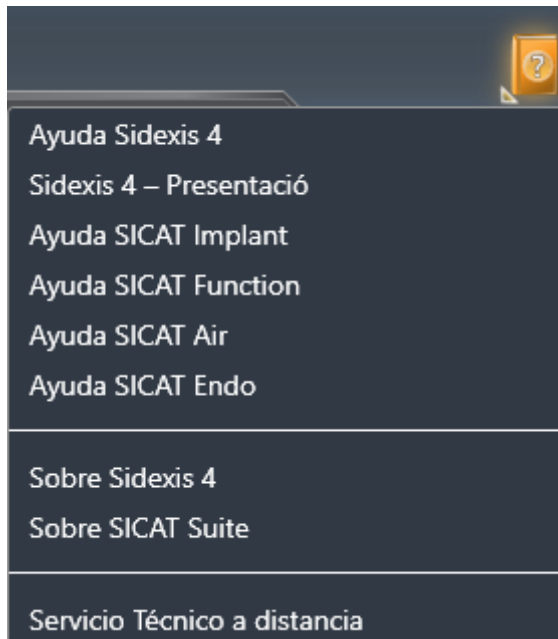 ?
Ayuda Sidexis 4
Sidexis 4 – Presentació
Ayuda SICAT Implant
Ayuda SICAT Function
Ayuda SICAT Air
Ayuda SICAT Endo
Sobre Sidexis 4
Sobre SICAT Suite
Servicio Técnico a distancia